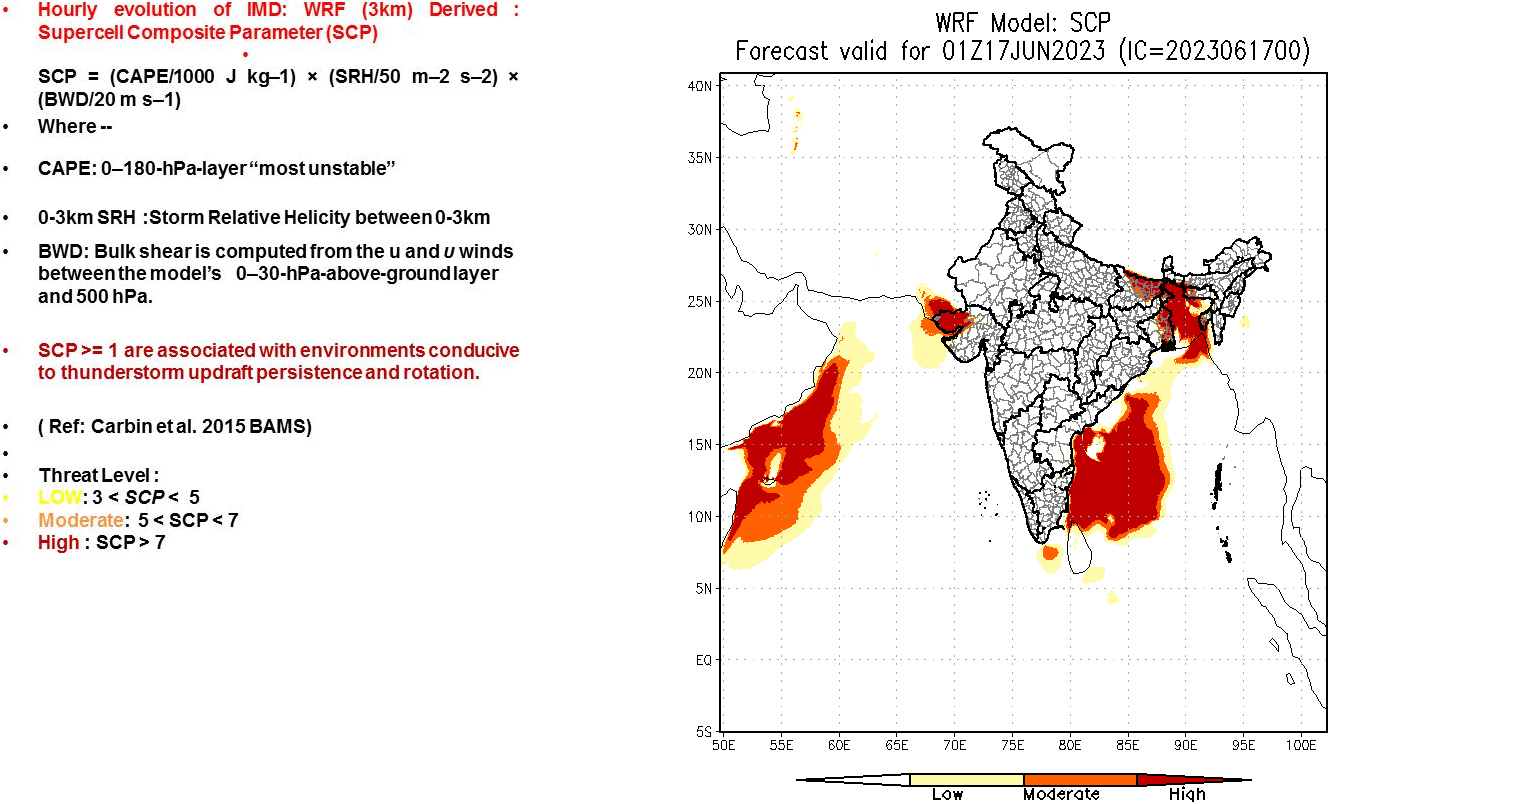 • Hourly evolution of IMD: WRF (3km) Derived :
Supercell Composite Parameter (SCP)
•
SCP = (CAPE/1000 J kg–1) × (SRH/50 m–2 s–2) ×
(BWD/20 m s–1)
• Where --
• CAPE: 0–180-hPa-layer “most unstable”
• 0-3km SRH :Storm Relative Helicity between 0-3km
• BWD: Bulk shear is computed from the u and υ winds
between the model’s 0–30-hPa-above-ground layer
and 500 hPa.
• SCP >= 1 are associated with environments conducive
to thunderstorm updraft persistence and rotation.
• ( Ref: Carbin et al. 2015 BAMS)
•
• Threat Level :
• LOW: 3 < SCP < 5
• Moderate: 5 < SCP < 7
• High : SCP > 7
WRF Model: SCP
Forecast valid for 01Z17JUN2023 (IC=2023061700)
40N
35N
30N
25N
20N
15N
10N
5N
EQ
5S
50E 55E 60E 65E 70E 75E 80E 85E 90E 95E 100E
Low Moderate High